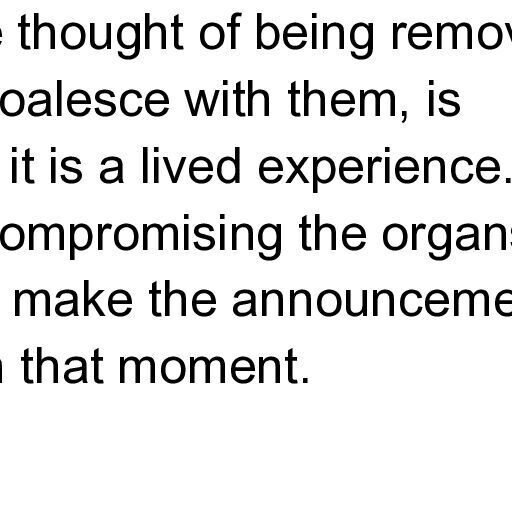 thought of being remov
oalesce with them, is
it is a lived experience.
ompromising the organs
make the announceme
that moment.